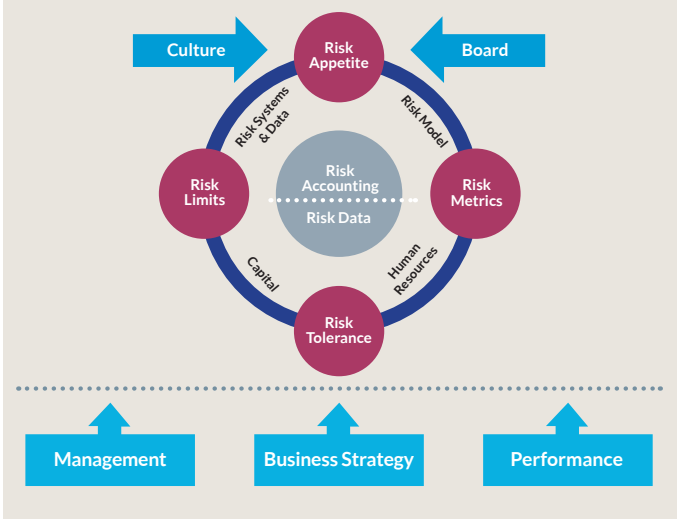 Culture
Risk
Appetite
Board
Risk Systems
& Data
Risk Model
Risk
Limits
Risk
Accounting
Risk Data
Risk
Metrics
Capital
Human
Resources
Risk
Tolerance
Management
Business Strategy
Performance